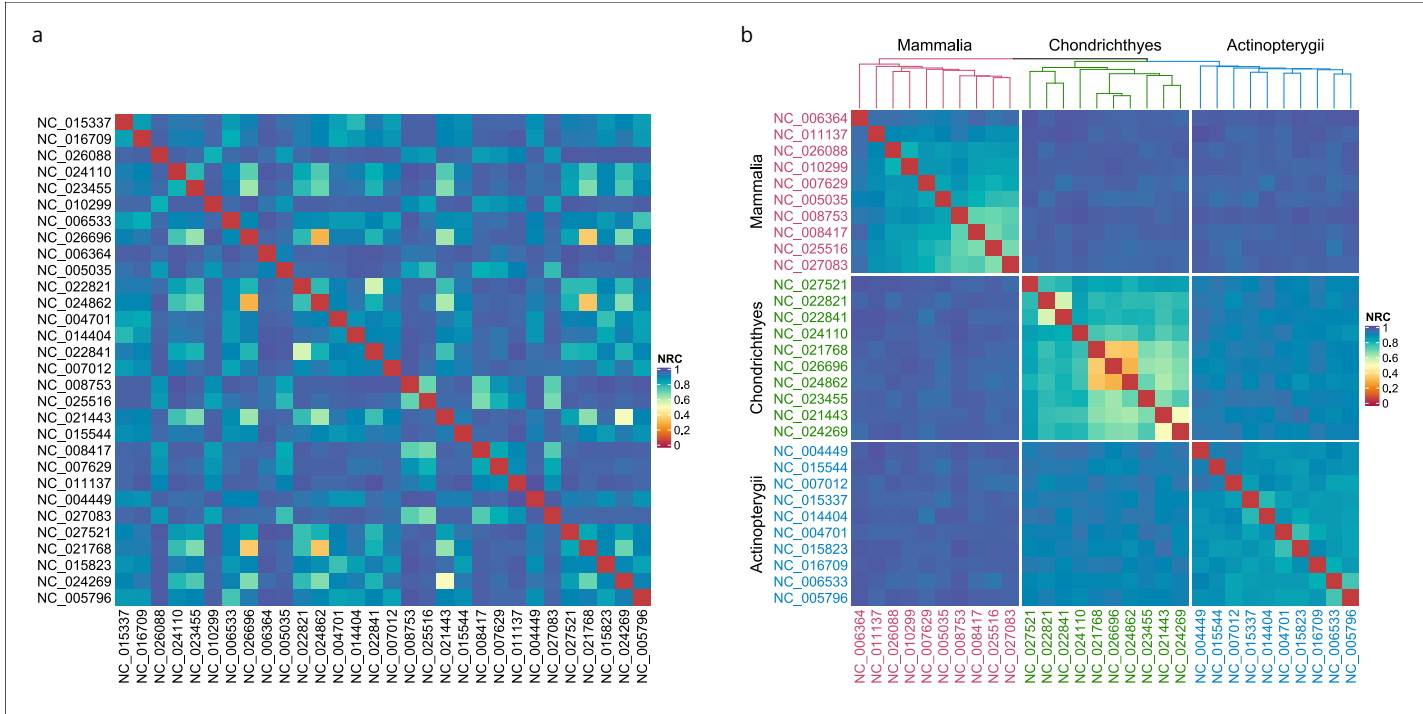 a
NC_015337
NC_016709
NC_026088
NC_024110
NC_023455
NC_010299
NC_006533
NC_026696
NC_006364
NC_005035
NC_022821
NC_024862
NC_004701
NC_014404
NC_022841
NC_007012
NC_008753
NC_025516
NC_021443
NC_015544
NC_008417
NC_007629
NC_011137
NC_004449
NC_027083
NC_027521
NC_021768
NC_015823
NC_024269
NC_005796
NC_015337
NC_016709
NC_026088
NC_024110
NC_023455
NC_010299
NC_006533
NC_026696
NC_006364
NC_005035
NC_022821
NC_024862
NC_004701
NC_014404
NC_022841
NC_007012
NC_008753
NC_025516
NC_021443
NC_015544
NC_008417
NC_007629
NC_011137
NC_004449
NC_027083
NC_027521
NC_021768
NC_015823
NC_024269
NC_005796
NRC
1
0,8
0,6
0,4
0,2
0
b
Mammalia
Chondrichthyes
Actinopterygii
Mammalia
Chondrichthyes
Actinopterygii
NC_006364
NC_011137
NC_026088
NC_010299
NC_007629
NC_005035
NC_008753
NC_008417
NC_025516
NC_027083
NC_027521
NC_022821
NC_022841
NC_024110
NC_021768
NC_026696
NC_024862
NC_023455
NC_021443
NC_024269
NC_004449
NC_015544
NC_007012
NC_015337
NC_014404
NC_004701
NC_015823
NC_016709
NC_006533
NC_005796
NC_006364
NC_011137
NC_026088
NC_010299
NC_007629
NC_005035
NC_008753
NC_008417
NC_025516
NC_027083
NC_027521
NC_022821
NC_022841
NC_024110
NC_021768
NC_026696
NC_024862
NC_023455
NC_021443
NC_024269
NC_004449
NC_015544
NC_007012
NC_015337
NC_014404
NC_004701
NC_015823
NC_016709
NC_006533
NC_005796
NRC
1
0,8
0,6
0,4
0,2
0